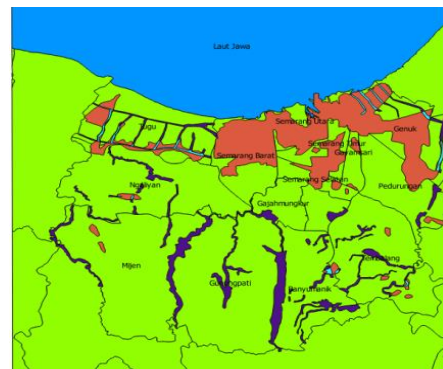 Laut Jawa
Semarang Utara
Tugu
Genuk
Semarang Timur
Gayamsari
Semarang Barat
Semarang Selatan
Ngaliyan
Pedurungan
Gajahmungkur
Tembalang
Mijen
Gunungpati
Banyumanik